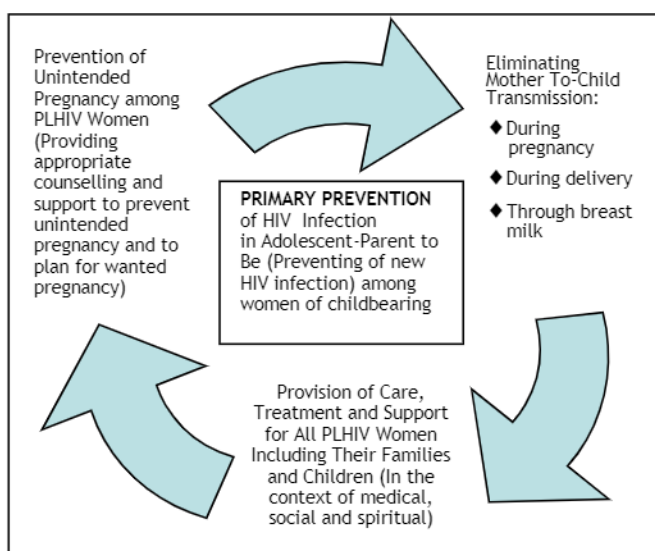 Prevention of
Unintended
Pregnancy among
PLHIV Women
(Providing
appropriate
counselling and
support to prevent
unintended
pregnancy and to
plan for wanted
pregnancy)
Eliminating
Mother To-Child
Transmission:
♦ During
pregnancy
♦ During delivery
♦ Through breast
milk
PRIMARY PREVENTION
of HIV Infection
in Adolescent-Parent to
Be (Preventing of new
HIV infection) among
women of childbearing
Provision of Care,
Treatment and Support
for All PLHIV Women
Including Their Families
and Children (In the
context of medical,
social and spiritual)